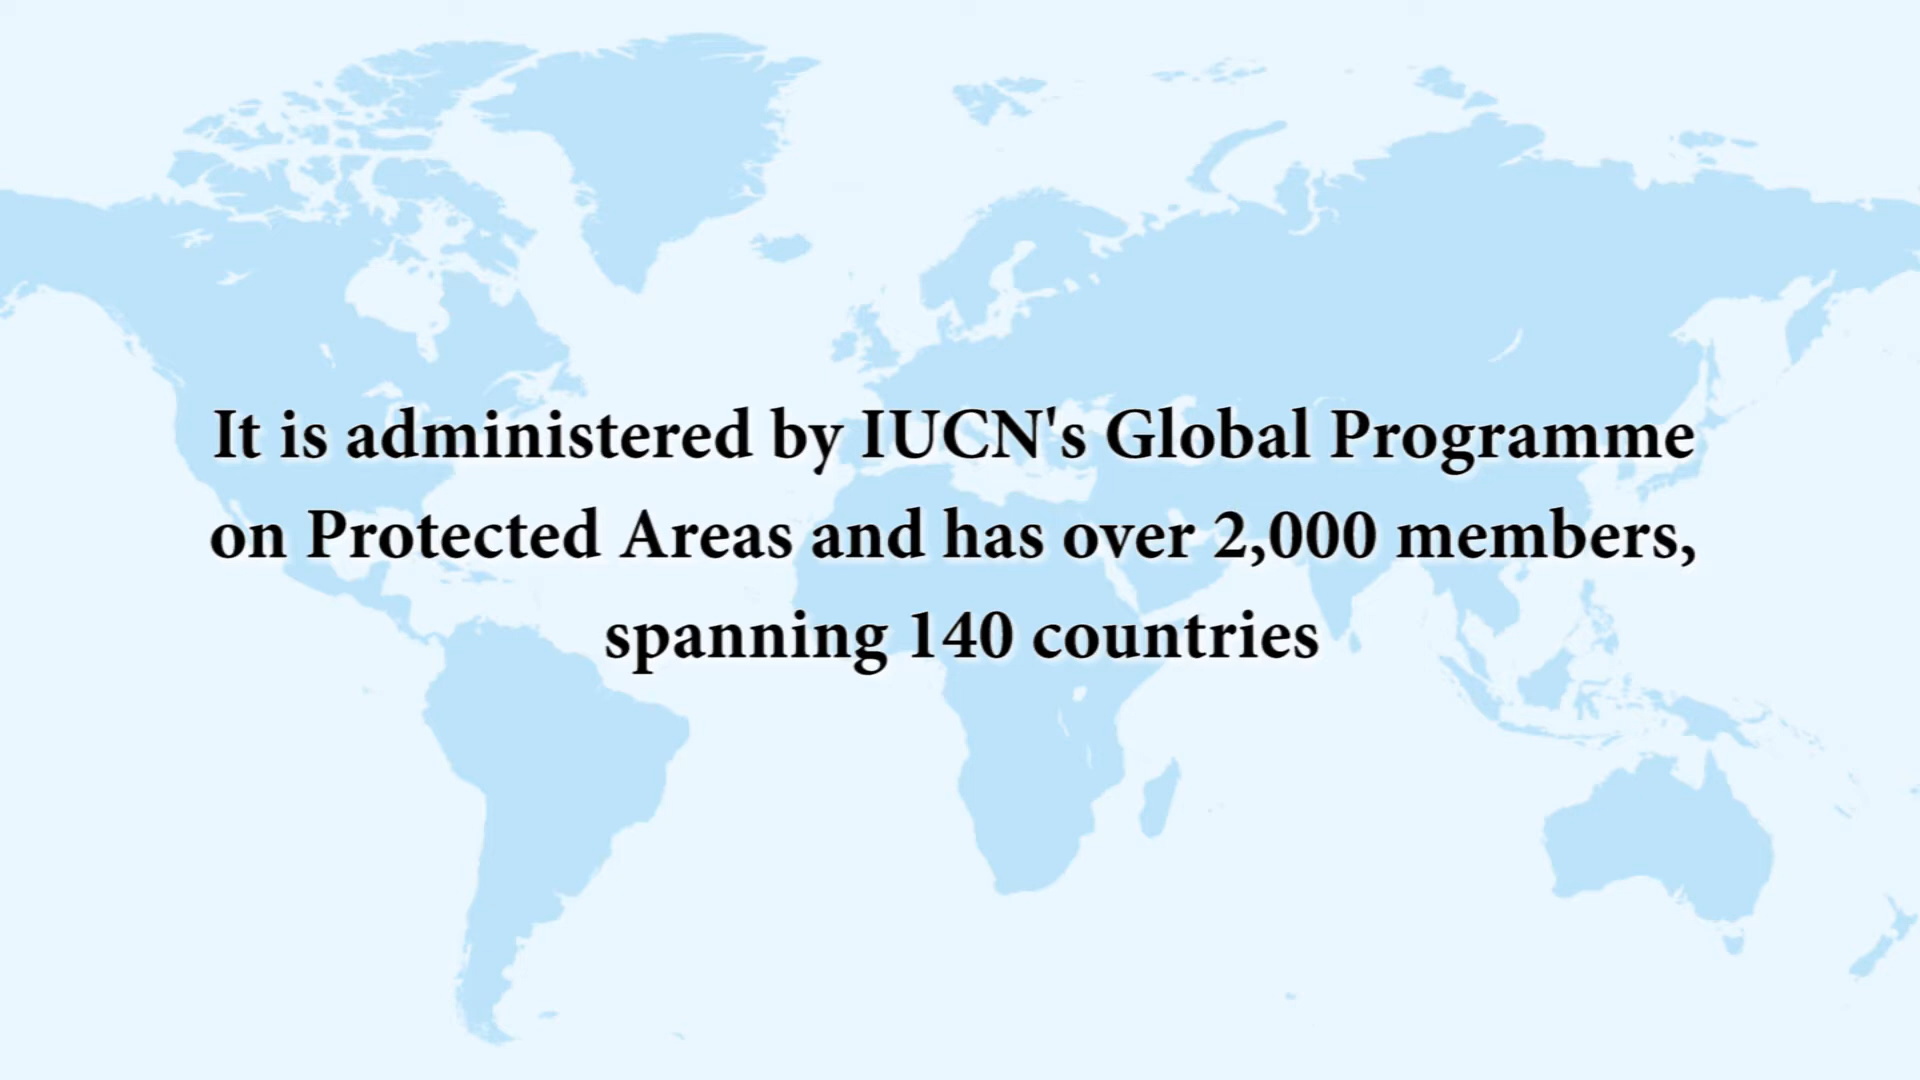 It is administered by IUCN's Global Programme
on Protected Areas and has over 2,000 members,
spanning 140 countries